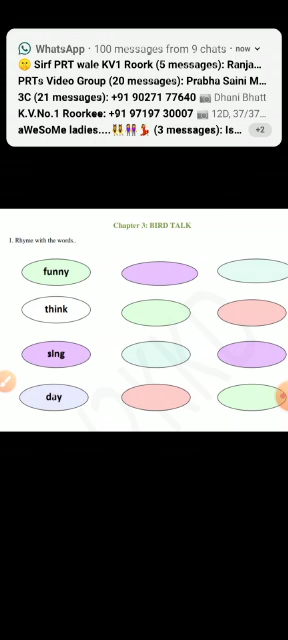 WhatsApp · 100 messages from 9 chats · now
🤫 Sirf PRT wale KV1 Roork (5 messages): Ranja...
PRTs Video Group (20 messages): Prabha Saini M...
3C (21 messages): +91 90271 77640 📷 Dhani Bhatt
K.V.No.1 Roorkee: +91 97197 30007 📷 12D, 37/37...
aWeSoMe ladies....👯👭💃 (3 messages): Is...
+2
Chapter 3: BIRD TALK
1. Rhyme with the words.
funny
think
sing
day